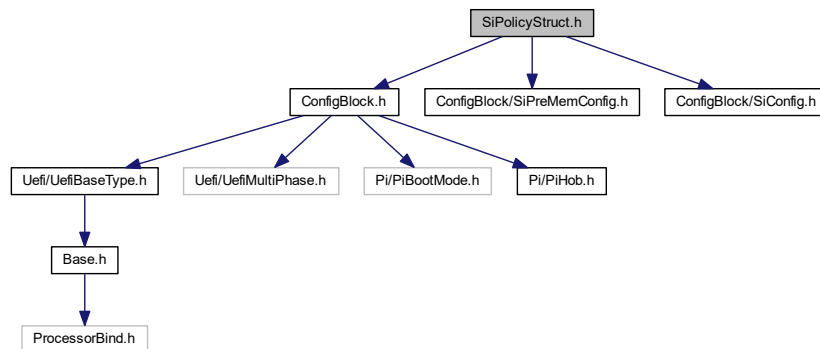 SiPolicyStruct.h
ConfigBlock.h
ConfigBlock/SiPreMemConfig.h
ConfigBlock/SiConfig.h
Uefi/UefiBaseType.h
Uefi/UefiMultiPhase.h
Pi/PiBootMode.h
Pi/PiHob.h
Base.h
ProcessorBind.h